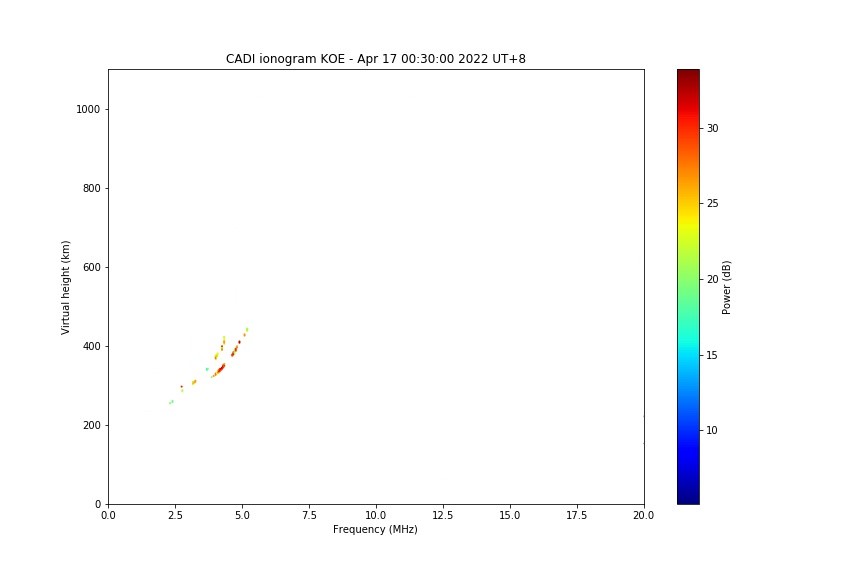 CADI ionogram KOE - Apr 17 00:30:00 2022 UT+8
1000
800
600
400
200
0
Virtual height (km)
0.0 2.5 5.0 7.5 10.0 12.5 15.0 17.5 20.0
Frequency (MHz)
30
25
20
15
10
Power (dB)